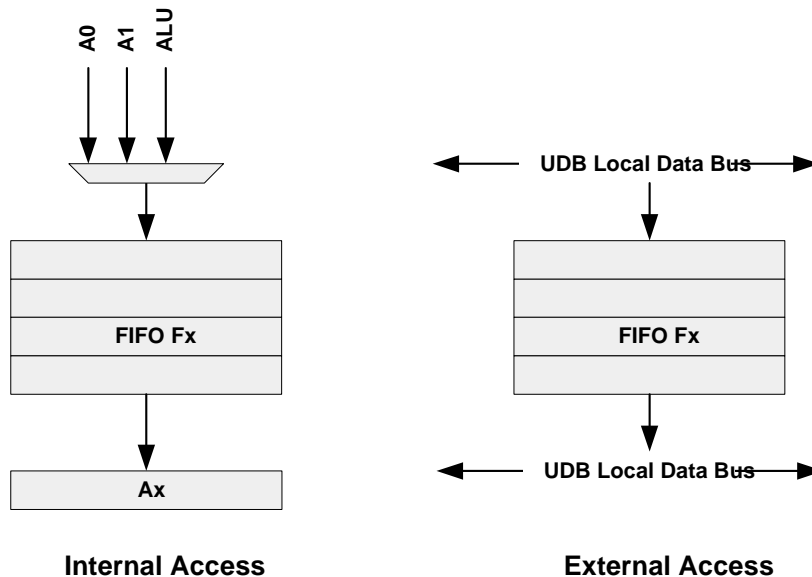 A0
A1
ALU
FIFO Fx
Ax
Internal Access
UDB Local Data Bus
FIFO Fx
UDB Local Data Bus
External Access